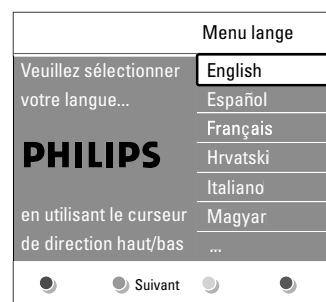 Menu lange
Veuillez sélectionner
votre langue...
PHILIPS
en utilisant le curseur
de direction haut/bas
English
Español
Français
Hrvatski
Italiano
Magyar
...
Suivant